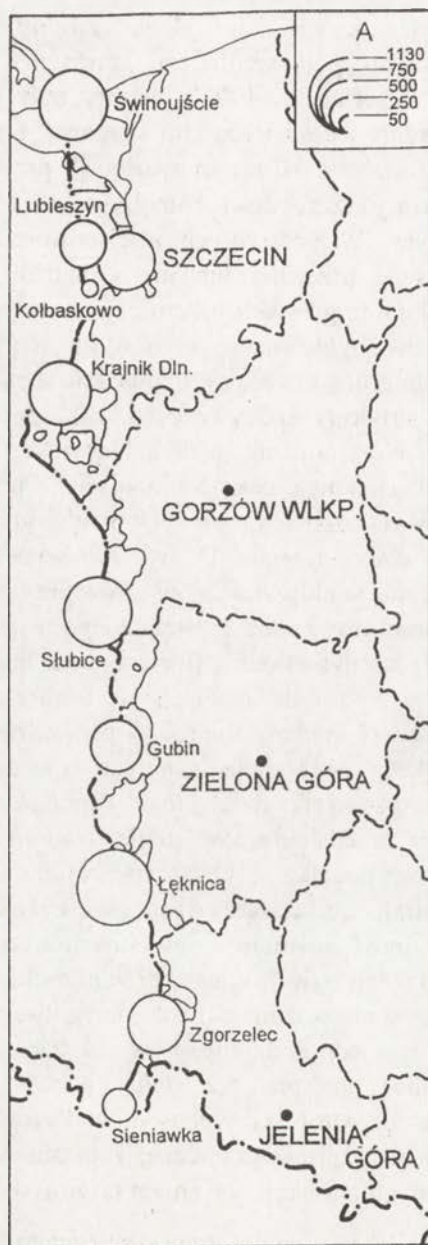 A
1130
750
500
250
50
Świnoujście
Lubieszyn
SZCZECIN
Kołbaskowo
Krajnik Dln.
GORZÓW WLKP.
Słubice
Gubin
ZIELONA GÓRA
Łęknica
Zgorzelec
Sieniawka
JELENIA
GÓRA